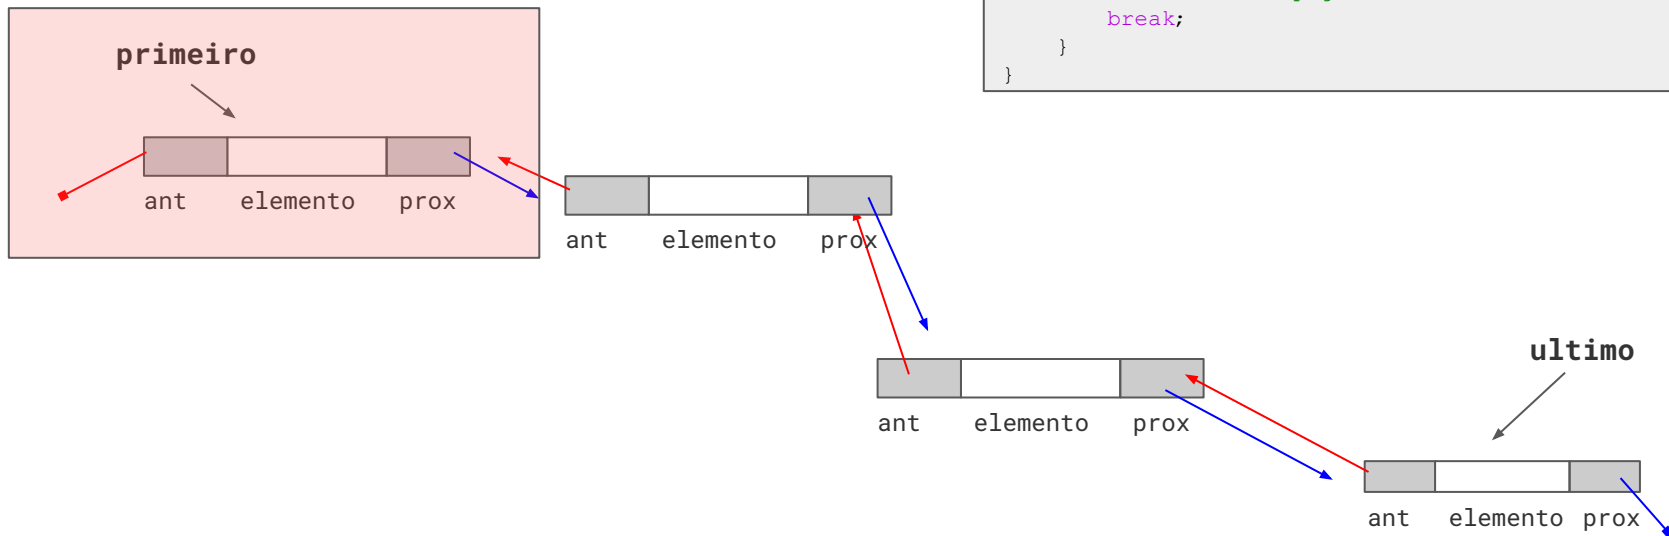 break;
}
}
primeiro
ant elemento prox
ant elemento prox
ultimo
ant elemento prox
ant elemento prox